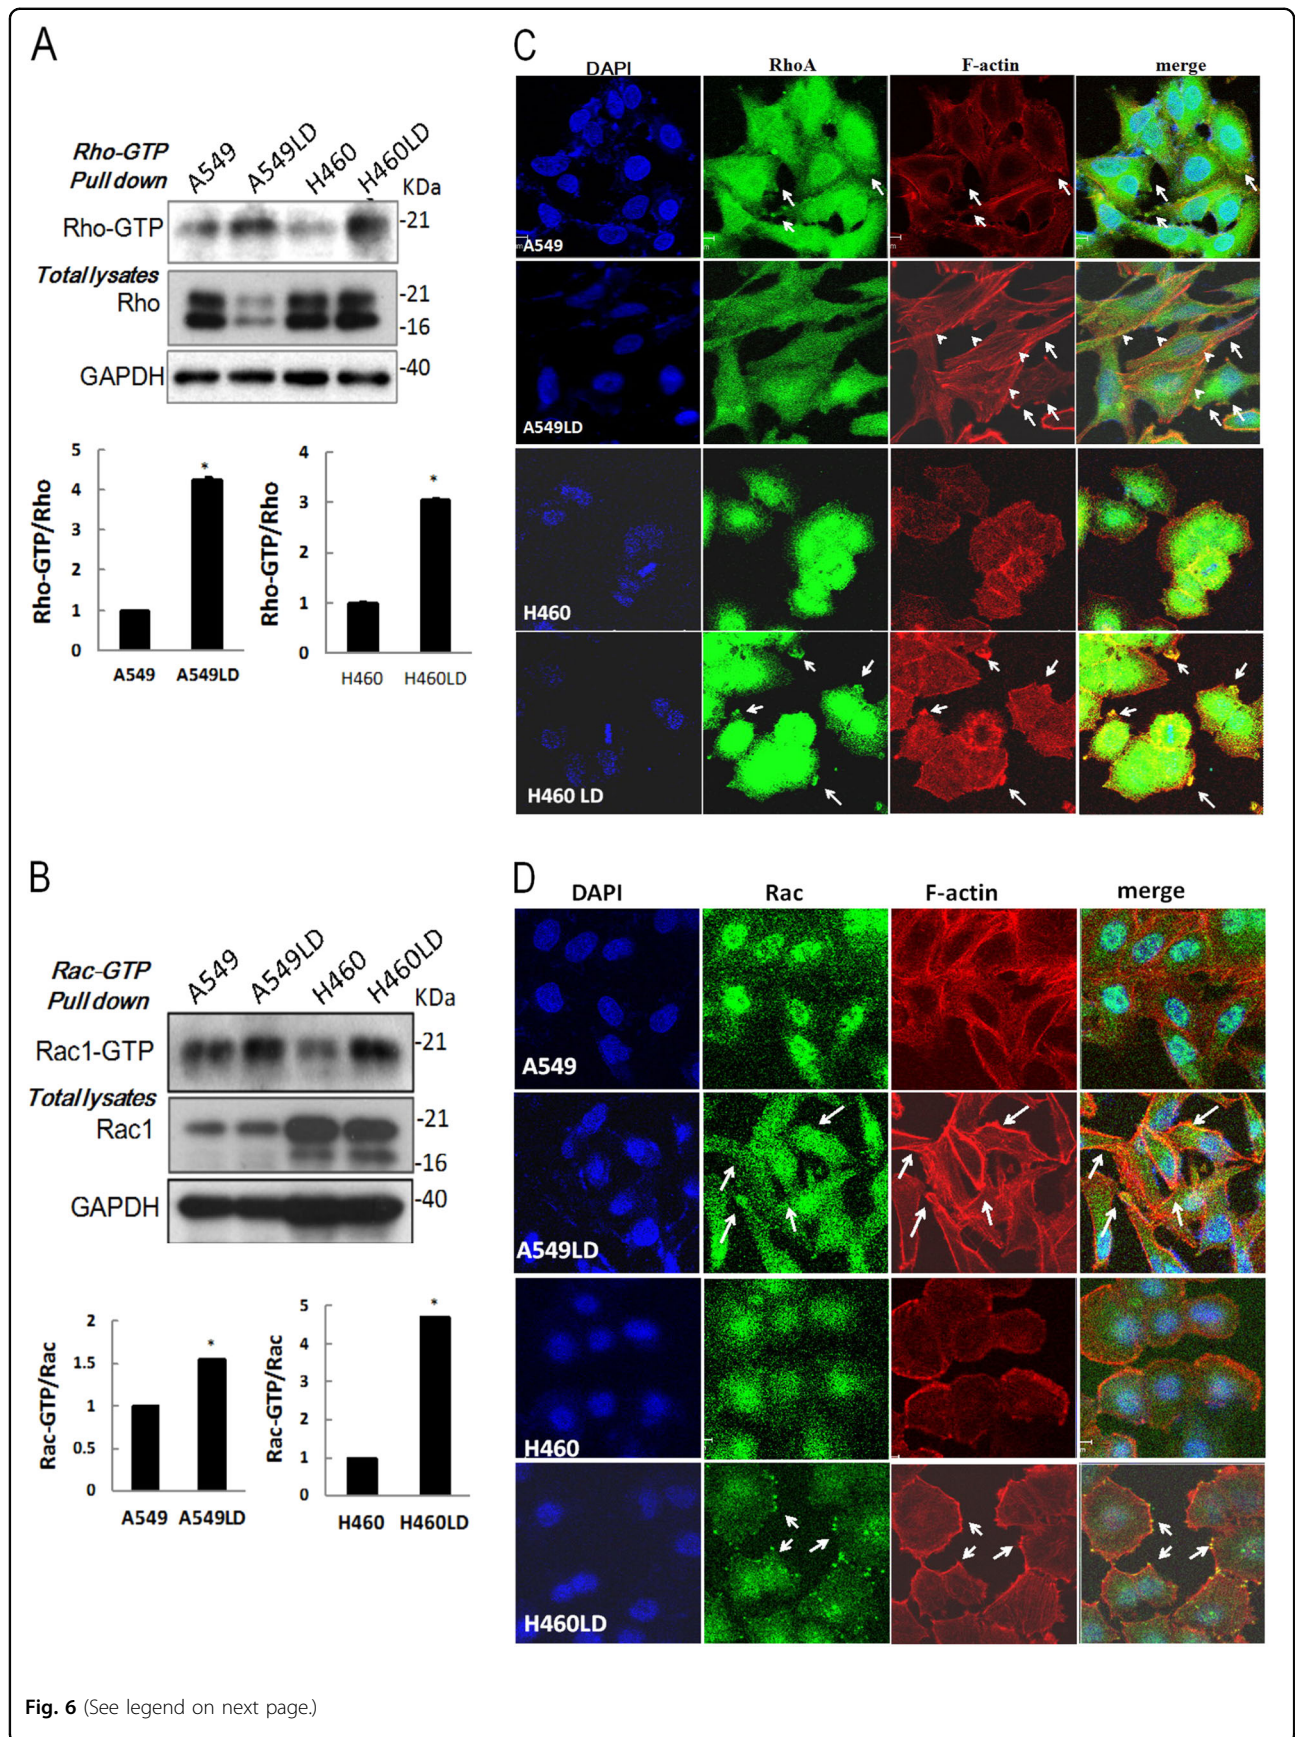 A
Rho-GTP
Pull down
A549
A549LD
H460
H460LD
KDa
Rho-GTP
-21
Total lysates
Rho
-21
-16
GAPDH
-40
Rho-GTP/Rho
5
4
3
2
1
0
*
A549 A549LD
Rho-GTP/Rho
4
3
2
1
0
*
H460 H460LD
B
Rac-GTP
Pull down
A549
A549LD
H460
H460LD
KDa
Rac1-GTP
-21
Total lysates
Rac1
-21
-16
GAPDH
-40
Rac-GTP/Rac
2
1.5
1
0.5
0
*
A549 A549LD
Rac-GTP/Rac
5
4
3
2
1
0
*
H460 H460LD
C
DAPI RhoA F-actin merge
A549
A549LD
H460
H460 LD
D
DAPI Rac F-actin merge
A549
A549LD
H460
H460LD
Fig. 6 (See legend on next page.)